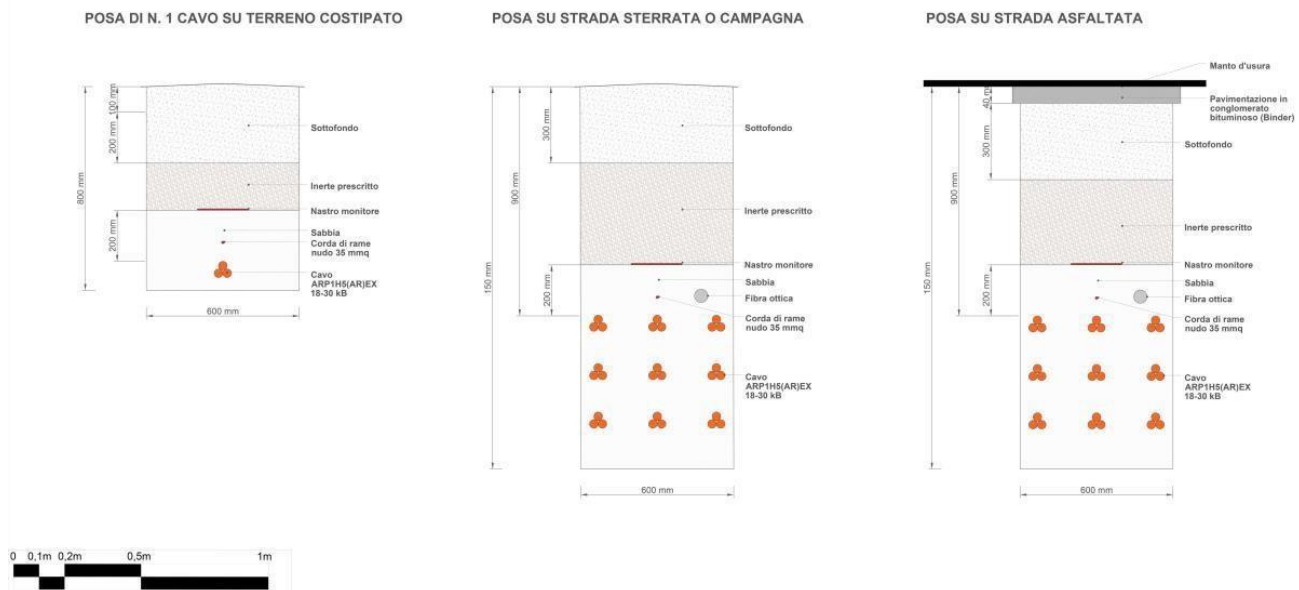 POSA DI N. 1 CAVO SU TERRENO COSTIPATO
100 mm
200 mm
800 mm
200 mm
600 mm
Sottofondo
Inerte prescritto
Nastro monitore
Sabbia
Corda di rame
nudo 35 mmq
Cavo
ARP1H5(AR)EX
18-30 kB
POSA SU STRADA STERRATA O CAMPAGNA
300 mm
900 mm
150 mm
200 mm
600 mm
Sottofondo
Inerte prescritto
Nastro monitore
Sabbia
Fibra ottica
Corda di rame
nudo 35 mmq
Cavo
ARP1H5(AR)EX
18-30 kB
POSA SU STRADA ASFALTATA
40 mm
300 mm
900 mm
150 mm
200 mm
600 mm
Manto d'usura
Pavimentazione in
conglomerato
bituminoso (Binder)
Sottofondo
Inerte prescritto
Nastro monitore
Sabbia
Fibra ottica
Corda di rame
nudo 35 mmq
Cavo
ARP1H5(AR)EX
18-30 kB
0 0,1m 0,2m 0,5m 1m